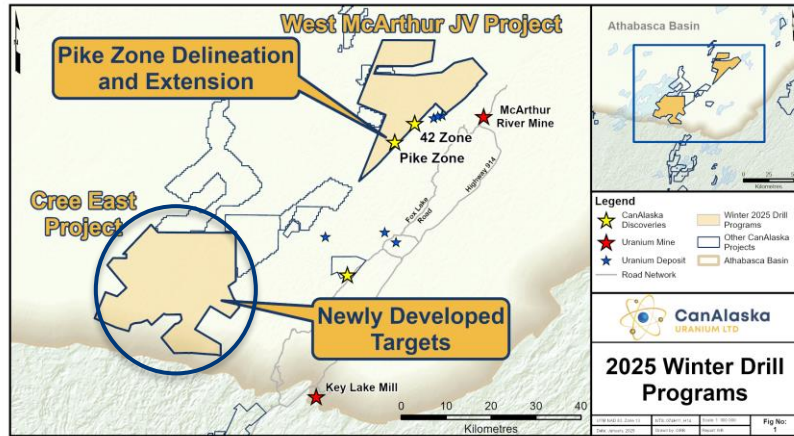 West McArthur JV Project
Pike Zone Delineation
and Extension
McArthur
River Mine
42 Zone
Pike Zone
Fox Lake
Road
Highway 914
Cree East
Project
Newly Developed
Targets
Key Lake Mill
0 10 20 30 40
Kilometres
Athabasca Basin
Kilometres
Legend
CanAlaska
Discoveries
Uranium Mine
Uranium Deposit
Road Network
Winter 2025 Drill
Programs
Other CanAlaska
Projects
Athabasca Basin
CanAlaska
URANIUM LTD
2025 Winter Drill
Programs
Fig No:
1